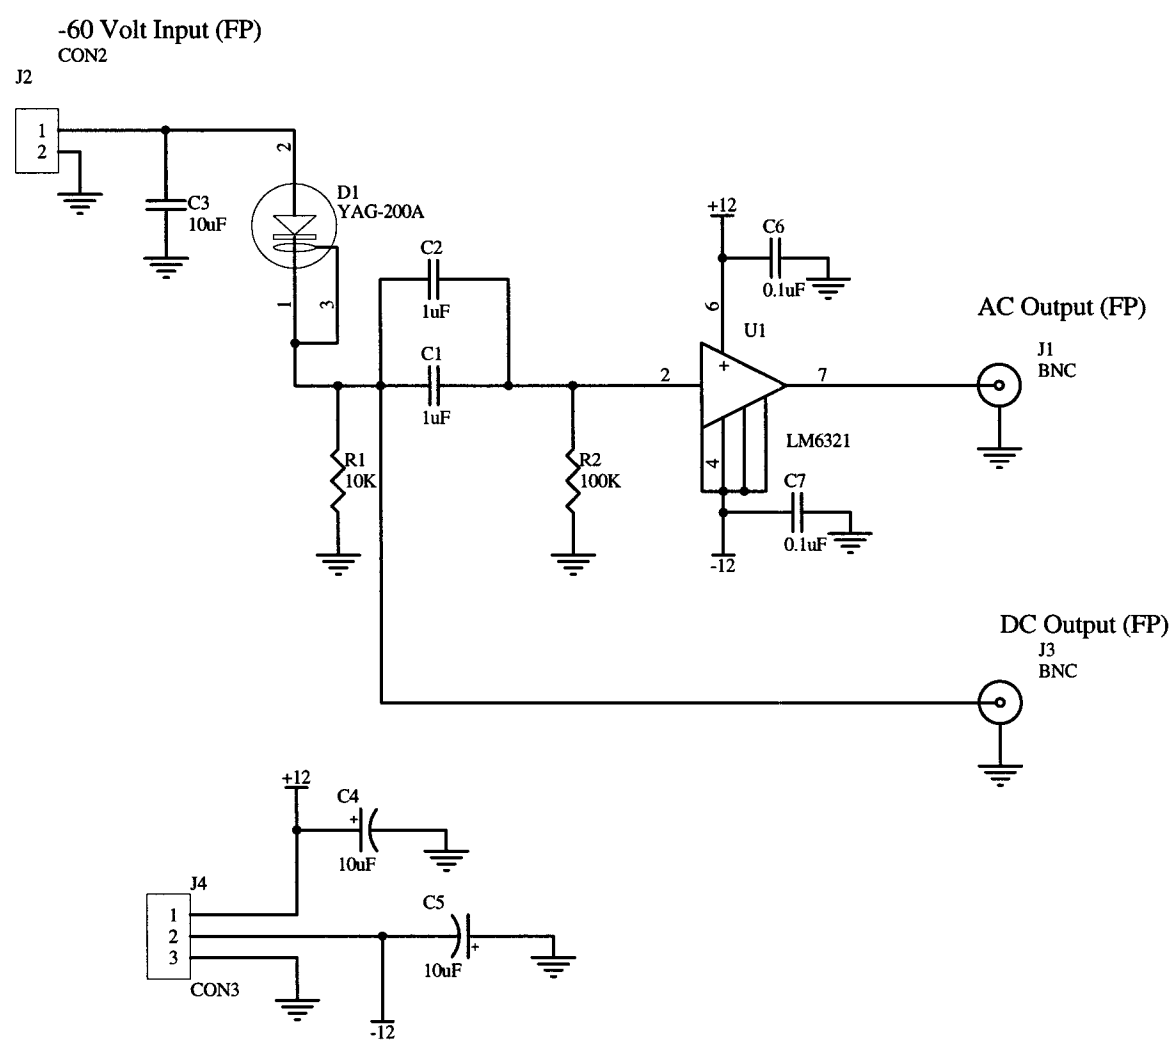 -60 Volt Input (FP)
CON2
J2
1
2
C3
10uF
2
D1
YAG-200A
1
3
C2
1uF
C1
1uF
R1
10K
R2
100K
2
+12
C6
0.1uF
6
U1
+
7
LM6321
4
C7
0.1uF
-12
AC Output (FP)
J1
BNC
DC Output (FP)
J3
BNC
+12
C4
+
10uF
J4
1
2
3
CON3
C5
+
10uF
-12